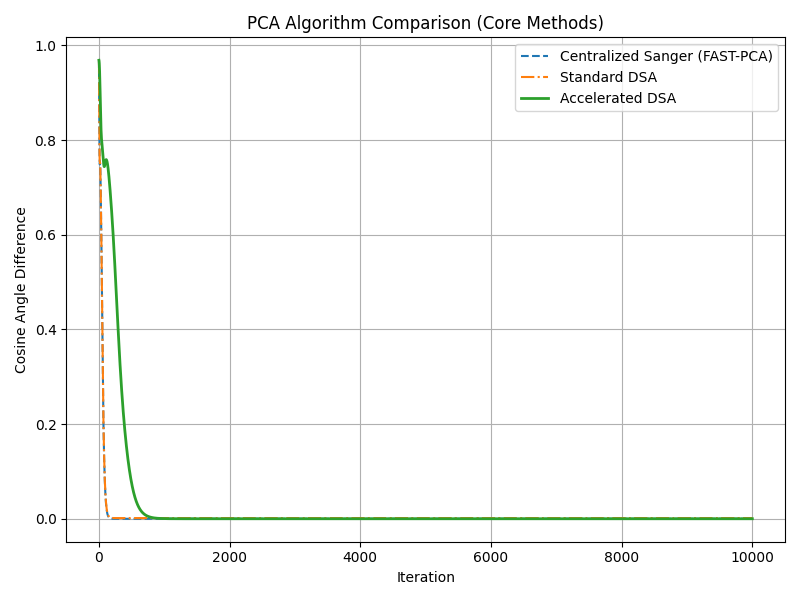 PCA Algorithm Comparison (Core Methods)
Centralized Sanger (FAST-PCA)
Standard DSA
Accelerated DSA
Cosine Angle Difference
1.0
0.8
0.6
0.4
0.2
0.0
0 2000 4000 6000 8000 10000
Iteration